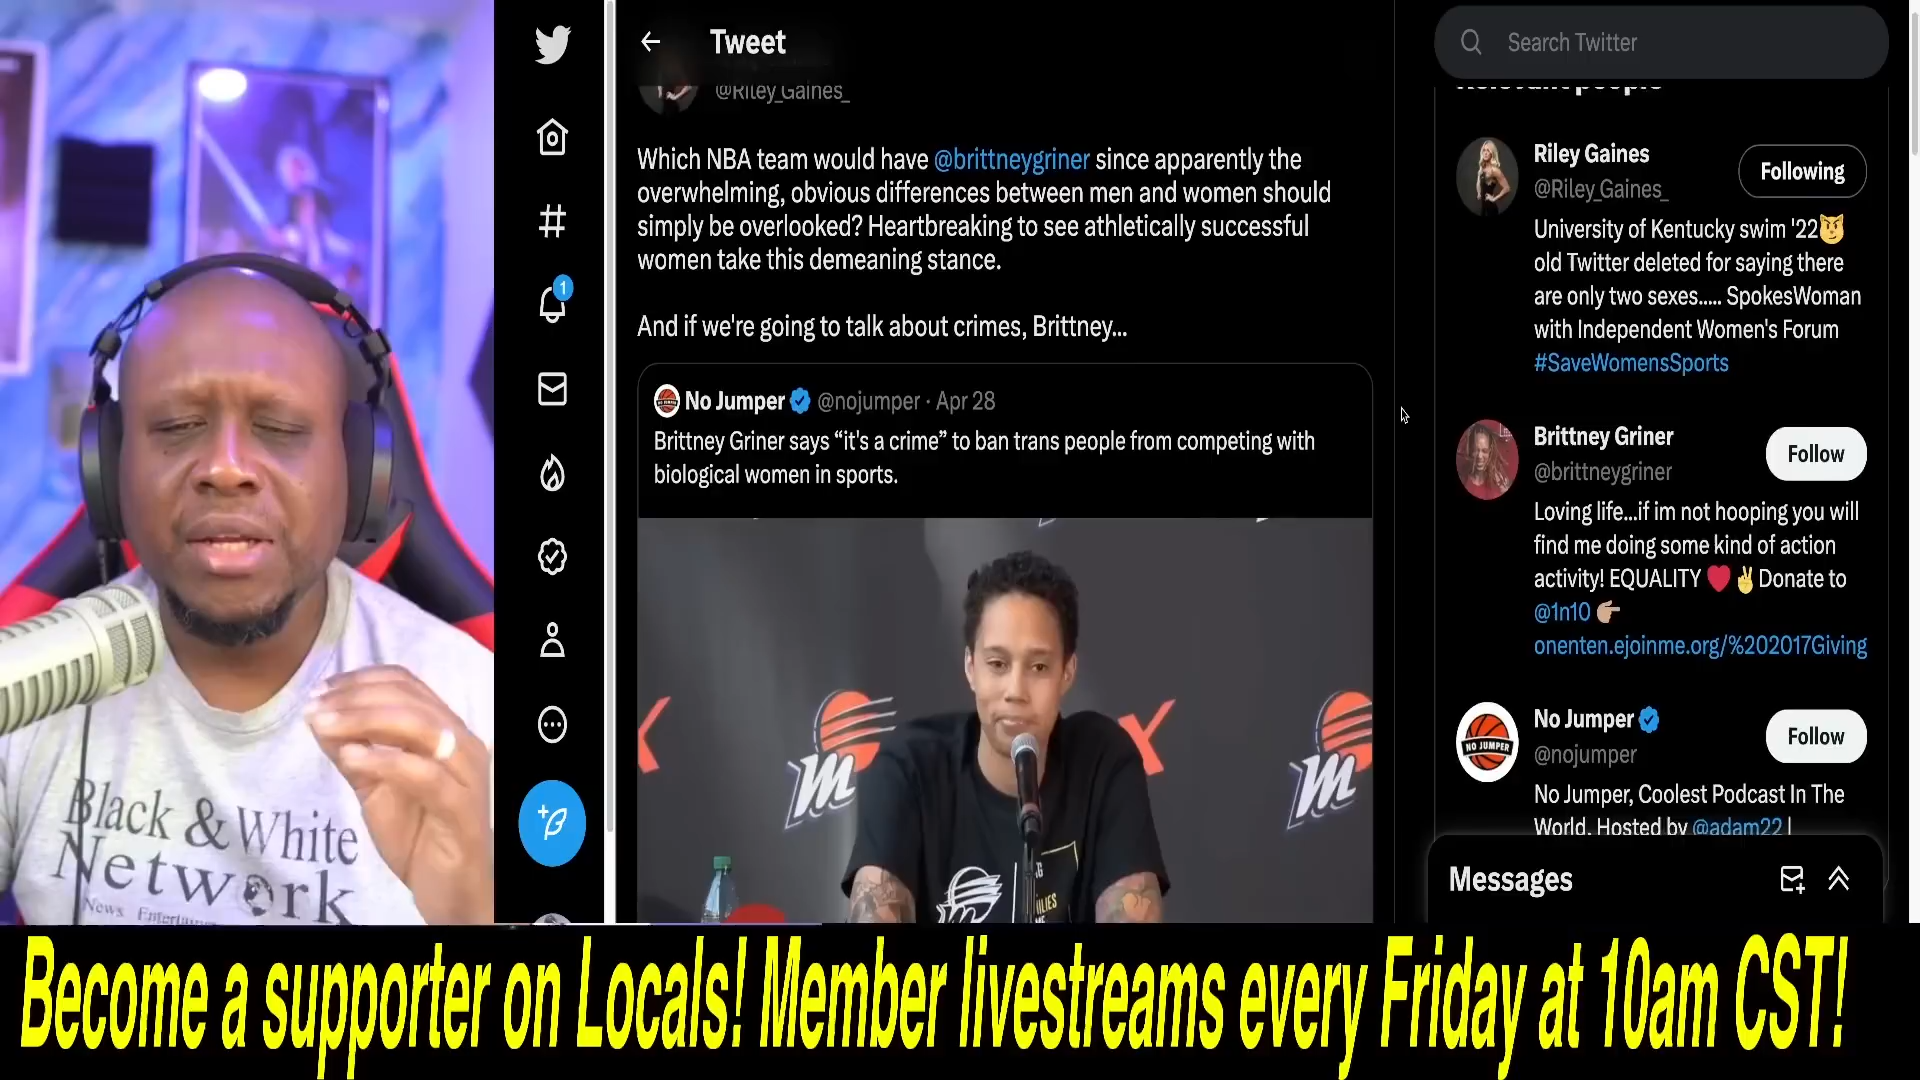 Tweet
@Riley_Gaines_
Which NBA team would have @brittneygriner since apparently the
overwhelming, obvious differences between men and women should
simply be overlooked? Heartbreaking to see athletically successful
women take this demeaning stance.
And if we're going to talk about crimes, Brittney...
No Jumper @nojumper · Apr 28
Brittney Griner says “it's a crime” to ban trans people from competing with
biological women in sports.
1
Search Twitter
Relevant people
Riley Gaines
@Riley_Gaines_
Following
University of Kentucky swim '22😈
old Twitter deleted for saying there
are only two sexes..... SpokesWoman
with Independent Women's Forum
#SaveWomensSports
Brittney Griner
@brittneygriner
Follow
Loving life...if im not hooping you will
find me doing some kind of action
activity! EQUALITY ❤️✌🏼Donate to
@1n10 👉🏽
onenten.ejoinme.org/%202017Giving
NO JUMPER
No Jumper
@nojumper
Follow
No Jumper, Coolest Podcast In The
World. Hosted by @adam22 |
Messages
Black & White
Network
News
Become a supporter on Locals! Member livestreams every Friday at 10am CST!